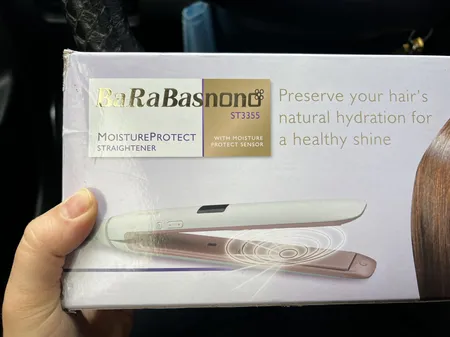 BaRaBasnono
ST3355
MOISTUREPROTECT
STRAIGHTENER
WITH MOISTURE
PROTECT SENSOR
Preserve your hair's
natural hydration for
a healthy shine